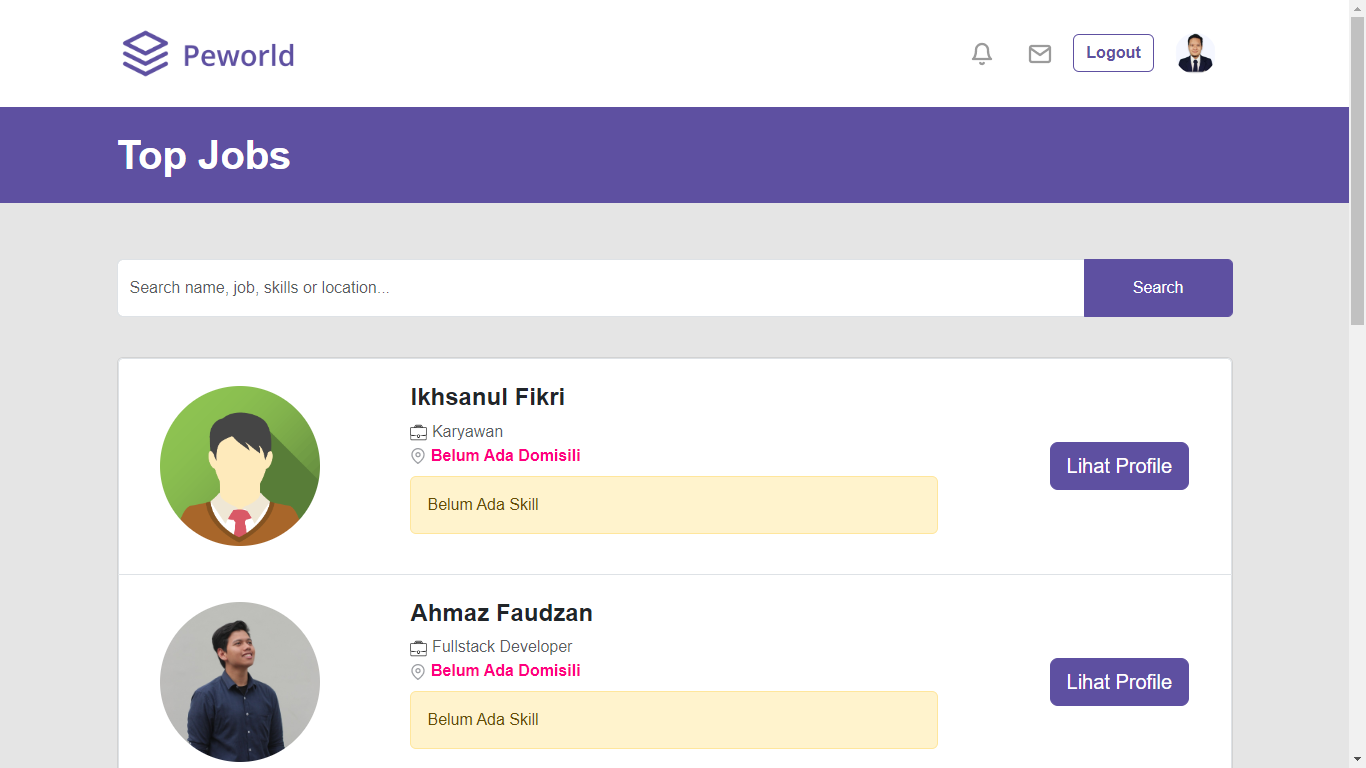 Peworld
Logout
Top Jobs
Search name, job, skills or location...
Search
Ikhsanul Fikri
Karyawan
Belum Ada Domisili
Belum Ada Skill
Lihat Profile
Ahmaz Faudzan
Fullstack Developer
Belum Ada Domisili
Belum Ada Skill
Lihat Profile